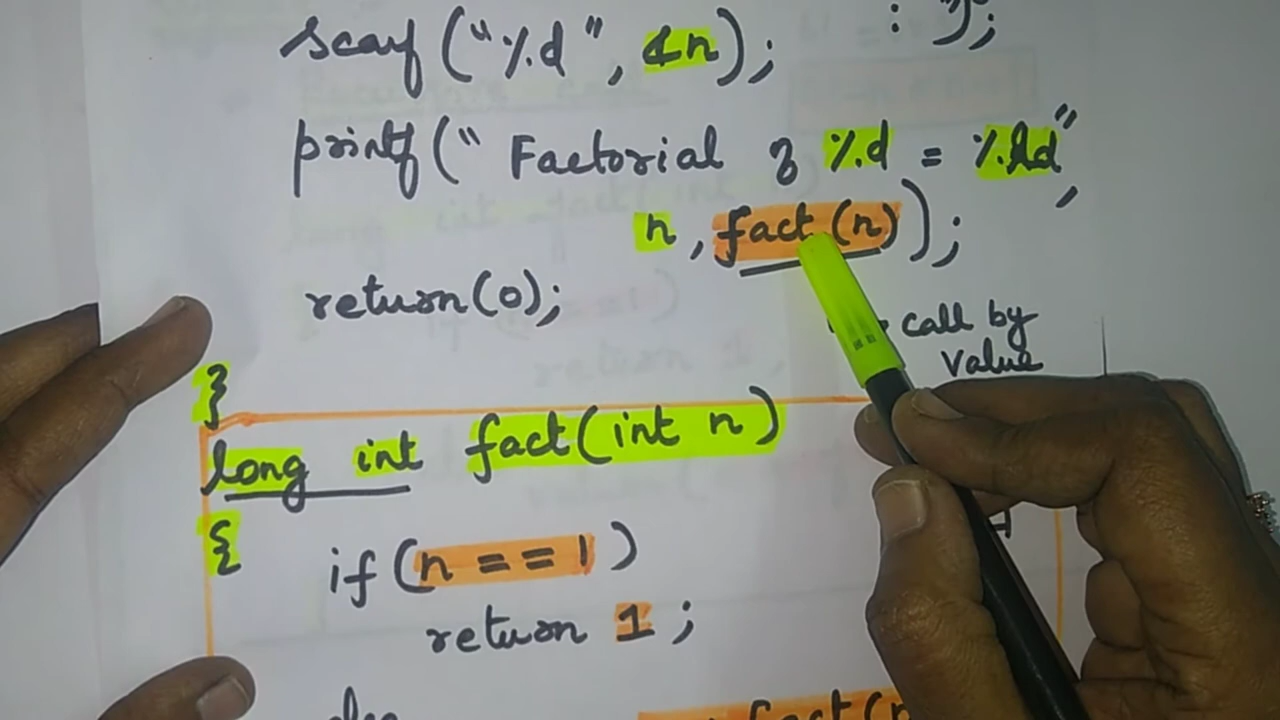 scanf ("%d", &n);
: ");
printf (" Factorial of %d = %ld",
n, fact(n));
return(0);
call by
value
}
long int fact(int n)
{
if(n == 1)
return 1;
fact(n